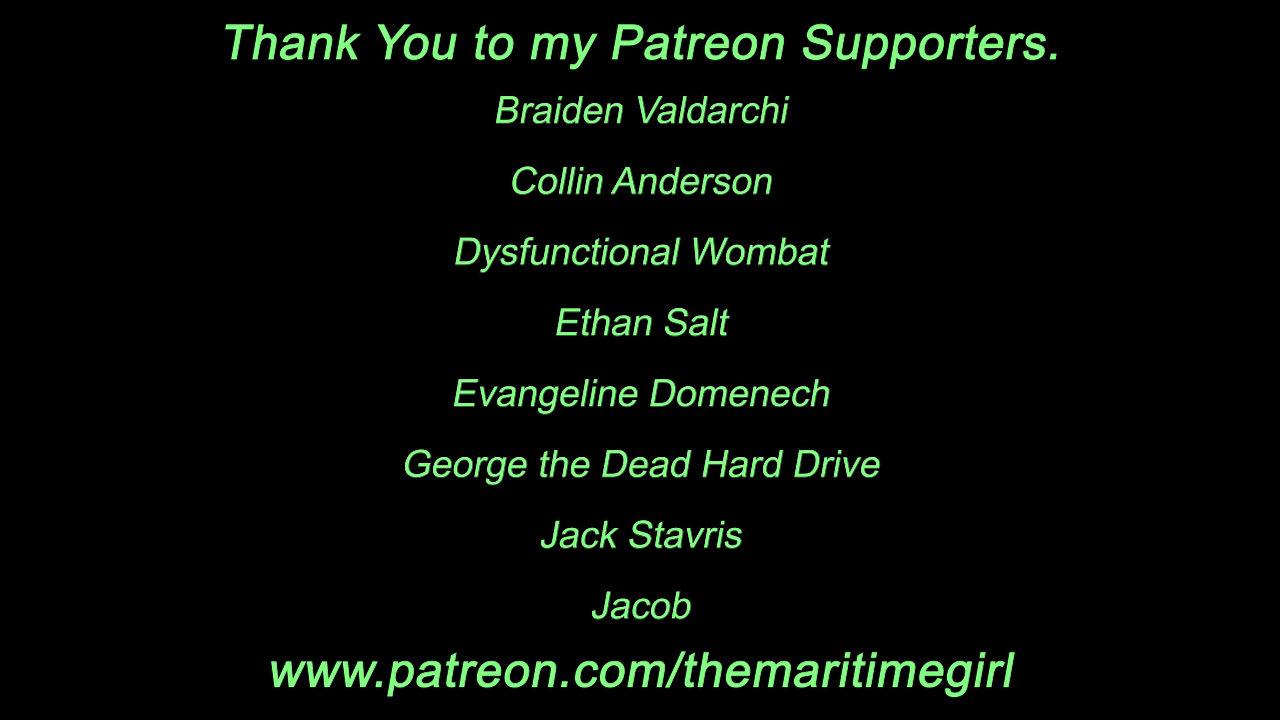 Thank You to my Patreon Supporters.
Braiden Valdarchi
Collin Anderson
Dysfunctional Wombat
Ethan Salt
Evangeline Domenech
George the Dead Hard Drive
Jack Stavris
Jacob
www.patreon.com/themaritimegirl